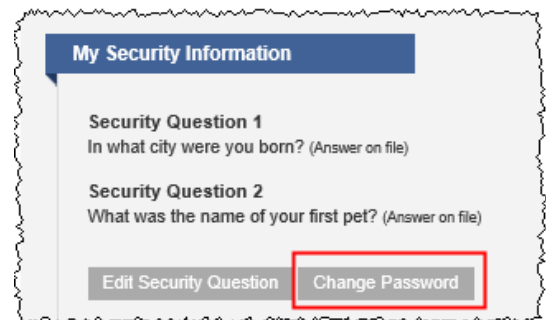 My Security Information
Security Question 1
In what city were you born? (Answer on file)
Security Question 2
What was the name of your first pet? (Answer on file)
Edit Security Question Change Password